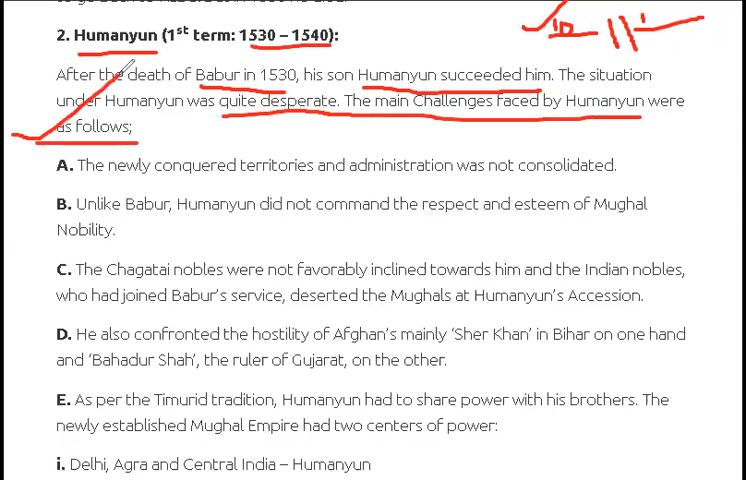 2. Humanyun (1st term: 1530 – 1540):
After the death of Babur in 1530, his son Humanyun succeeded him. The situation
under Humanyun was quite desperate. The main Challenges faced by Humanyun were
as follows;
A. The newly conquered territories and administration was not consolidated.
B. Unlike Babur, Humanyun did not command the respect and esteem of Mughal
Nobility.
C. The Chagatai nobles were not favorably inclined towards him and the Indian nobles,
who had joined Babur's service, deserted the Mughals at Humanyun's Accession.
D. He also confronted the hostility of Afghan's mainly 'Sher Khan' in Bihar on one hand
and 'Bahadur Shah', the ruler of Gujarat, on the other.
E. As per the Timurid tradition, Humanyun had to share power with his brothers. The
newly established Mughal Empire had two centers of power:
i. Delhi, Agra and Central India – Humanyun